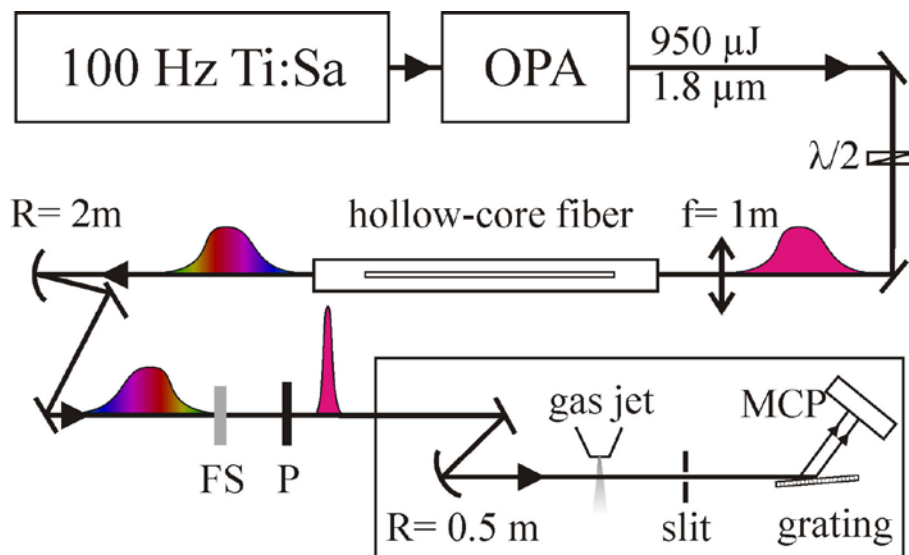 100 Hz Ti:Sa
OPA
950 µJ
1.8 µm
λ/2
R= 2m
hollow-core fiber
f= 1m
gas jet
MCP
FS
P
R= 0.5 m
slit
grating